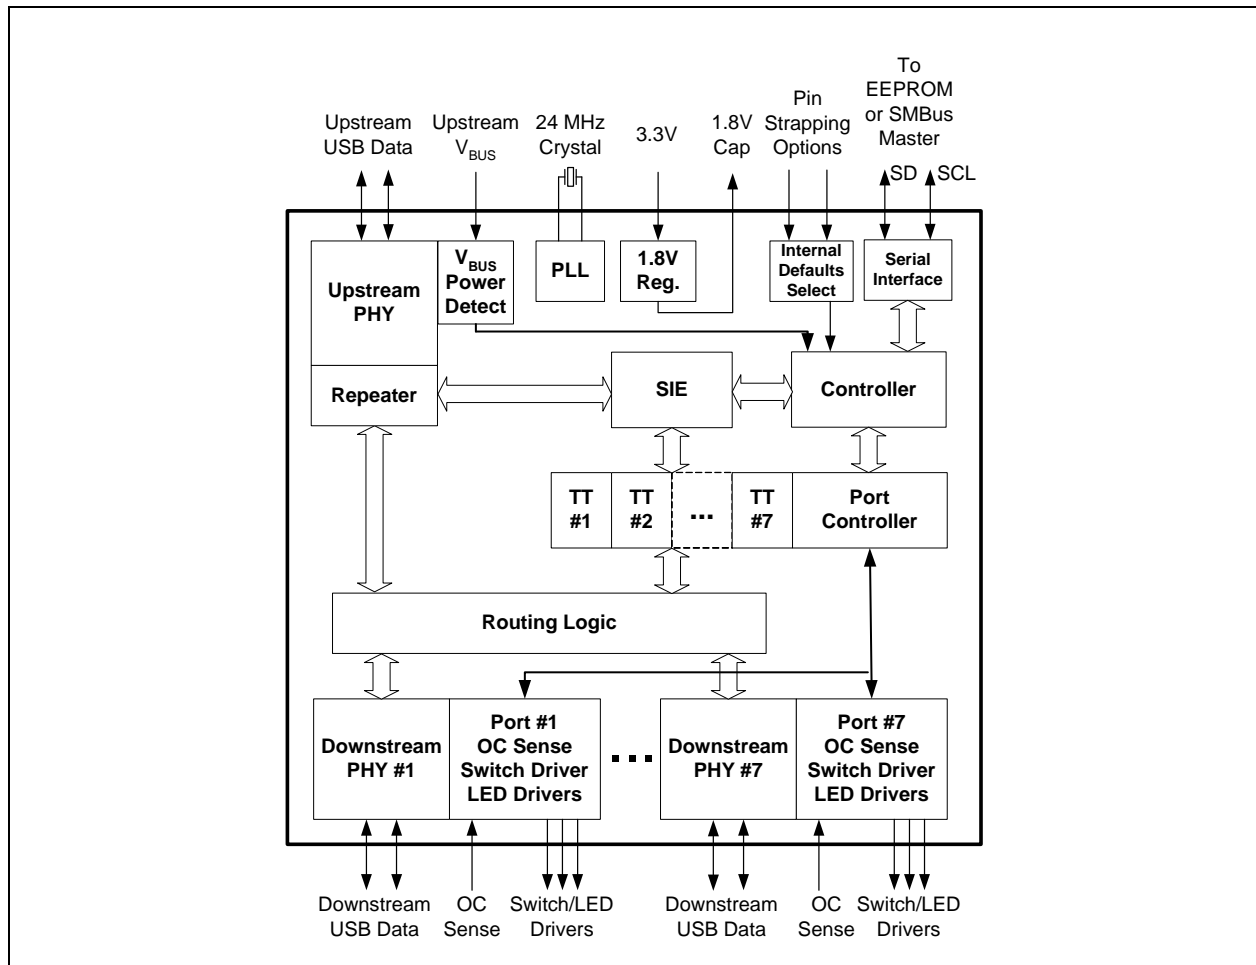 Upstream
USB Data
Upstream
VBUS
24 MHz
Crystal
3.3V
1.8V
Cap
Pin
Strapping
Options
To
EEPROM
or SMBus
Master
SD
SCL
Upstream
PHY
VBUS
Power
Detect
PLL
1.8V
Reg.
Internal
Defaults
Select
Serial
Interface
Repeater
SIE
Controller
TT
#1
TT
#2
...
TT
#7
Port
Controller
Routing Logic
Downstream
PHY #1
Port #1
OC Sense
Switch Driver
LED Drivers
...
Downstream
PHY #7
Port #7
OC Sense
Switch Driver
LED Drivers
Downstream
USB Data
OC
Sense
Switch/LED
Drivers
Downstream
USB Data
OC
Sense
Switch/LED
Drivers